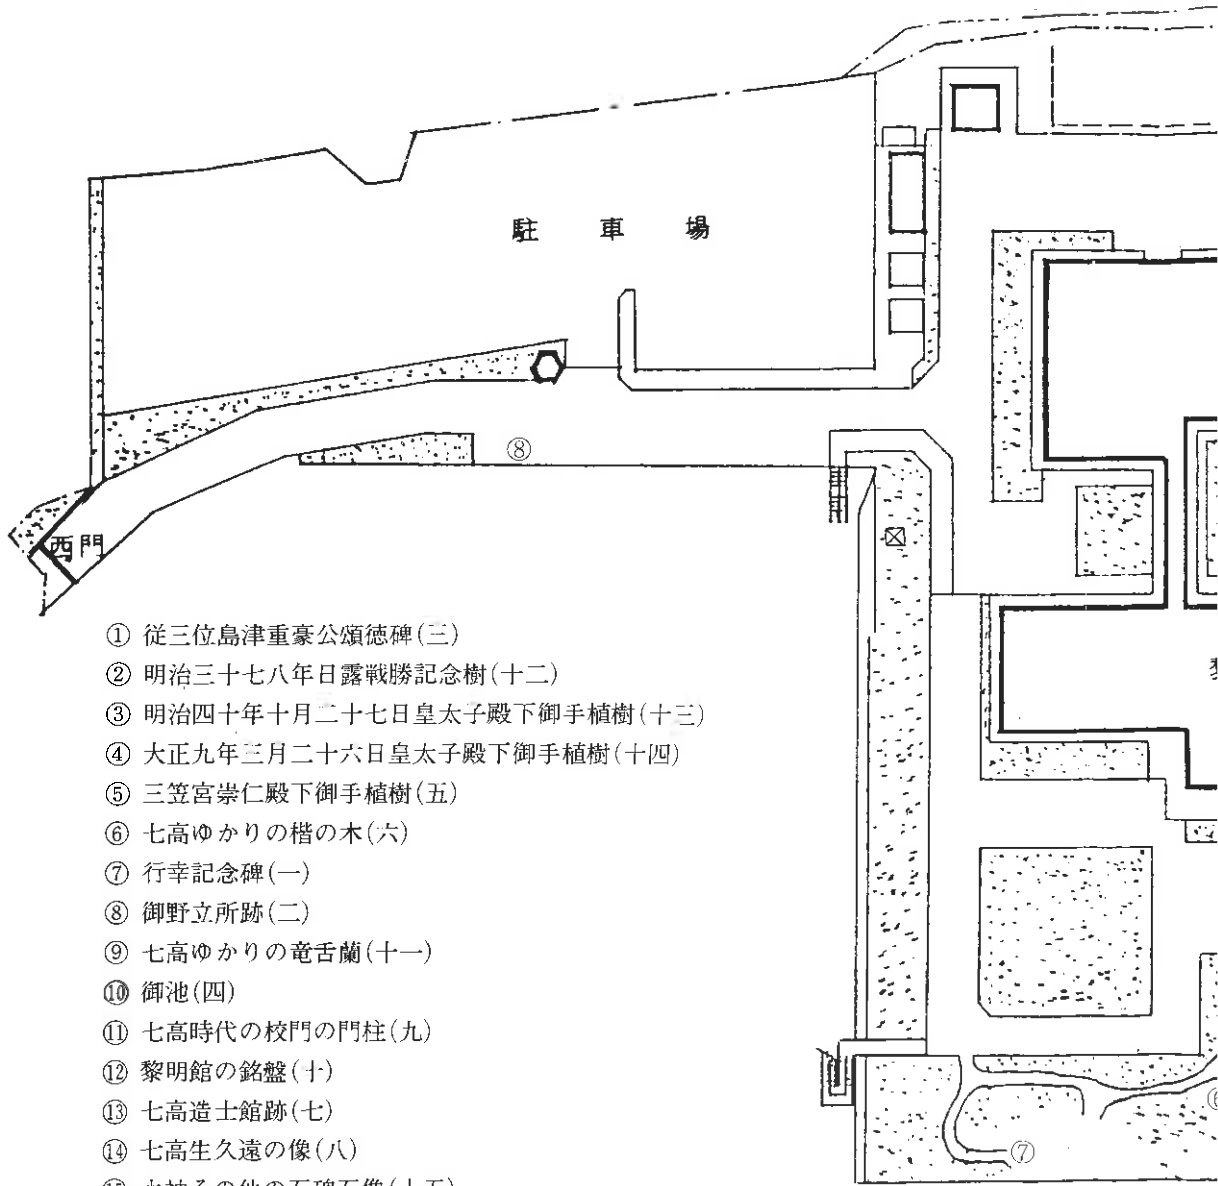 駐車場
⑧
西門
① 従三位島津重豪公頌徳碑(三)
② 明治三十七八年日露戦勝記念樹(十二)
③ 明治四十年十月二十七日皇太子殿下御手植樹(十三)
④ 大正九年三月二十六日皇太子殿下御手植樹(十四)
⑤ 三笠宮崇仁殿下御手植樹(五)
⑥ 七高ゆかりの楷の木(六)
⑦ 行幸記念碑(一)
⑧ 御野立所跡(二)
⑨ 七高ゆかりの竜舌蘭(十一)
⑩ 御池(四)
⑪ 七高時代の校門の門柱(九)
⑫ 黎明館の銘盤(十)
⑬ 七高造士館跡(七)
⑭ 七高生久遠の像(八)
⑦